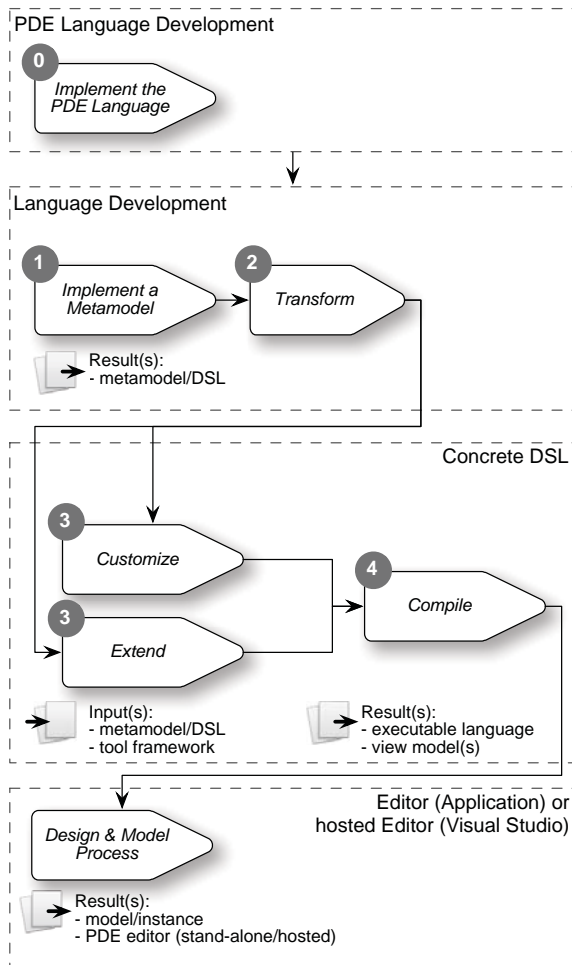 PDE Language Development
0
Implement the
PDE Language
Language Development
1
Implement a
Metamodel
2
Transform
Result(s):
- metamodel/DSL
Concrete DSL
3
Customize
4
Compile
3
Extend
Input(s):
- metamodel/DSL
- tool framework
Result(s):
- executable language
- view model(s)
Editor (Application) or
hosted Editor (Visual Studio)
Design & Model
Process
Result(s):
- model/instance
- PDE editor (stand-alone/hosted)